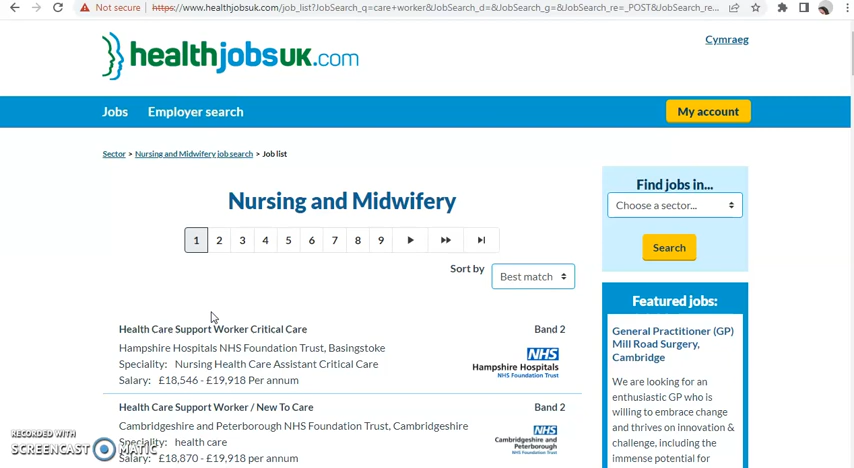 Not secure
https://www.healthjobsuk.com/job_list?JobSearch_q=care+worker&JobSearch_d=&JobSearch_g=&JobSearch_re=_POST&JobSearch_re...
healthjobsUK.com
Cymraeg
Jobs
Employer search
My account
Sector > Nursing and Midwifery job search > Job list
Nursing and Midwifery
1 2 3 4 5 6 7 8 9
Sort by
Best match
Health Care Support Worker Critical Care
Band 2
Hampshire Hospitals NHS Foundation Trust, Basingstoke
Speciality: Nursing Health Care Assistant Critical Care
Salary: £18,546 - £19,918 Per annum
NHS
Hampshire Hospitals
NHS Foundation Trust
Health Care Support Worker / New To Care
Band 2
Cambridgeshire and Peterborough NHS Foundation Trust, Cambridgeshire
Speciality: health care
Salary: £18,870 - £19,918 Per annum
NHS
Cambridgeshire and
Peterborough
NHS Foundation Trust
Find jobs in...
Choose a sector...
Search
Featured jobs:
General Practitioner (GP)
Mill Road Surgery,
Cambridge
We are looking for an
enthusiastic GP who is
willing to embrace change
and thrives on innovation &
challenge, including the
immense potential for
RECORDED WITH
SCREENCAST MATIC